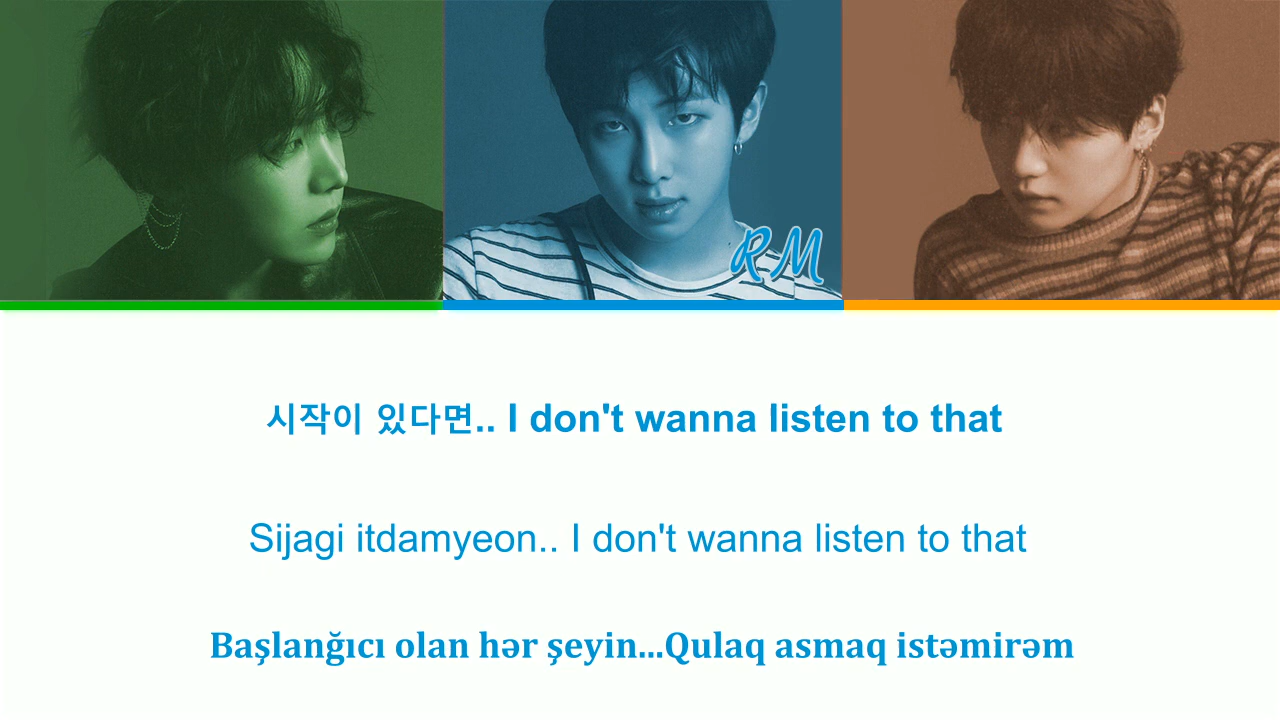 RM
시작이 있다면.. I don't wanna listen to that
Sijagi itdamyeon.. I don't wanna listen to that
Başlanğıcı olan hər şeyin...Qulaq asmaq istəmirəm